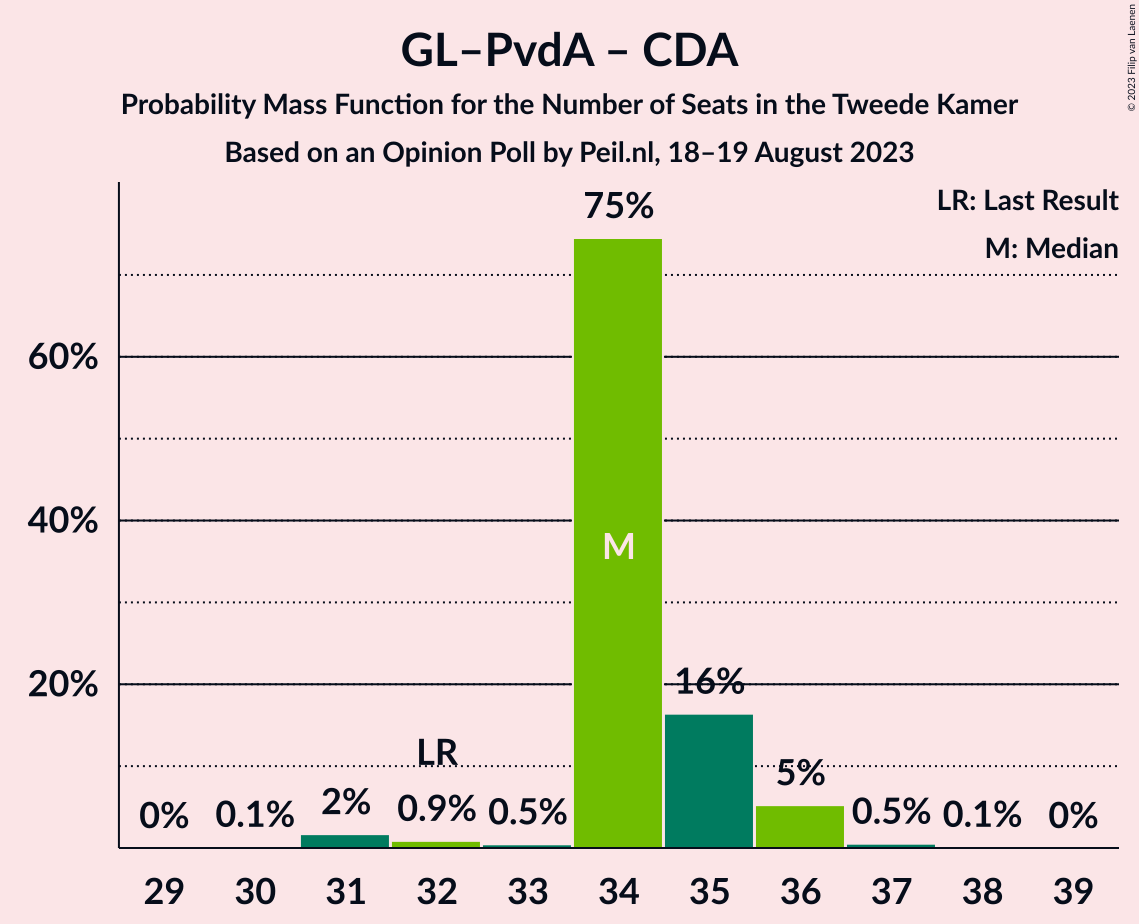 GL–PvdA – CDA
Probability Mass Function for the Number of Seats in the Tweede Kamer
Based on an Opinion Poll by Peil.nl, 18–19 August 2023
© 2023 Filip van Laenen
LR: Last Result
M: Median
60%
40%
20%
0%
0.1%
2%
LR
0.9%
0.5%
75%
M
16%
5%
0.5%
0.1%
0%
29 30 31 32 33 34 35 36 37 38 39